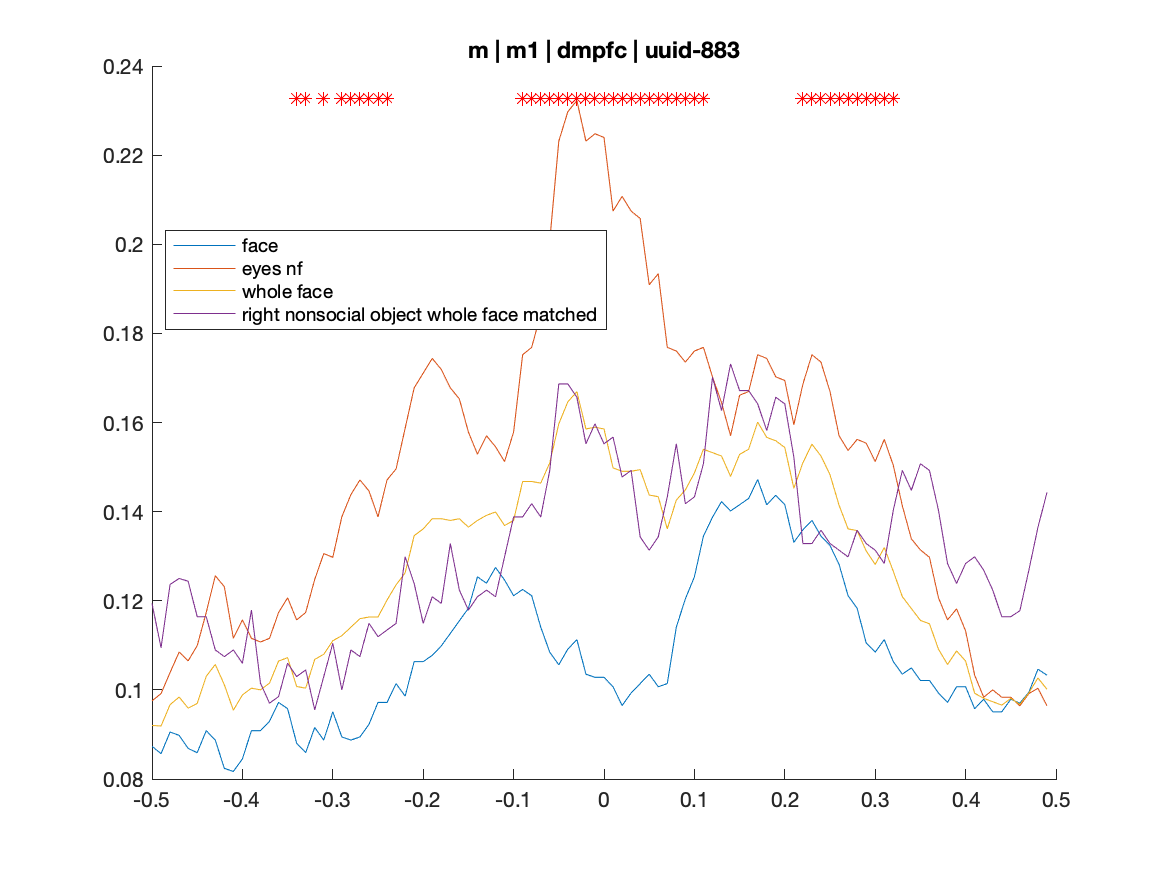 m | m1 | dmpfc | uuid-883
0.24
0.22
0.2
0.18
0.16
0.14
0.12
0.1
0.08
face
eyes nf
whole face
right nonsocial object whole face matched
-0.5 -0.4 -0.3 -0.2 -0.1 0 0.1 0.2 0.3 0.4 0.5